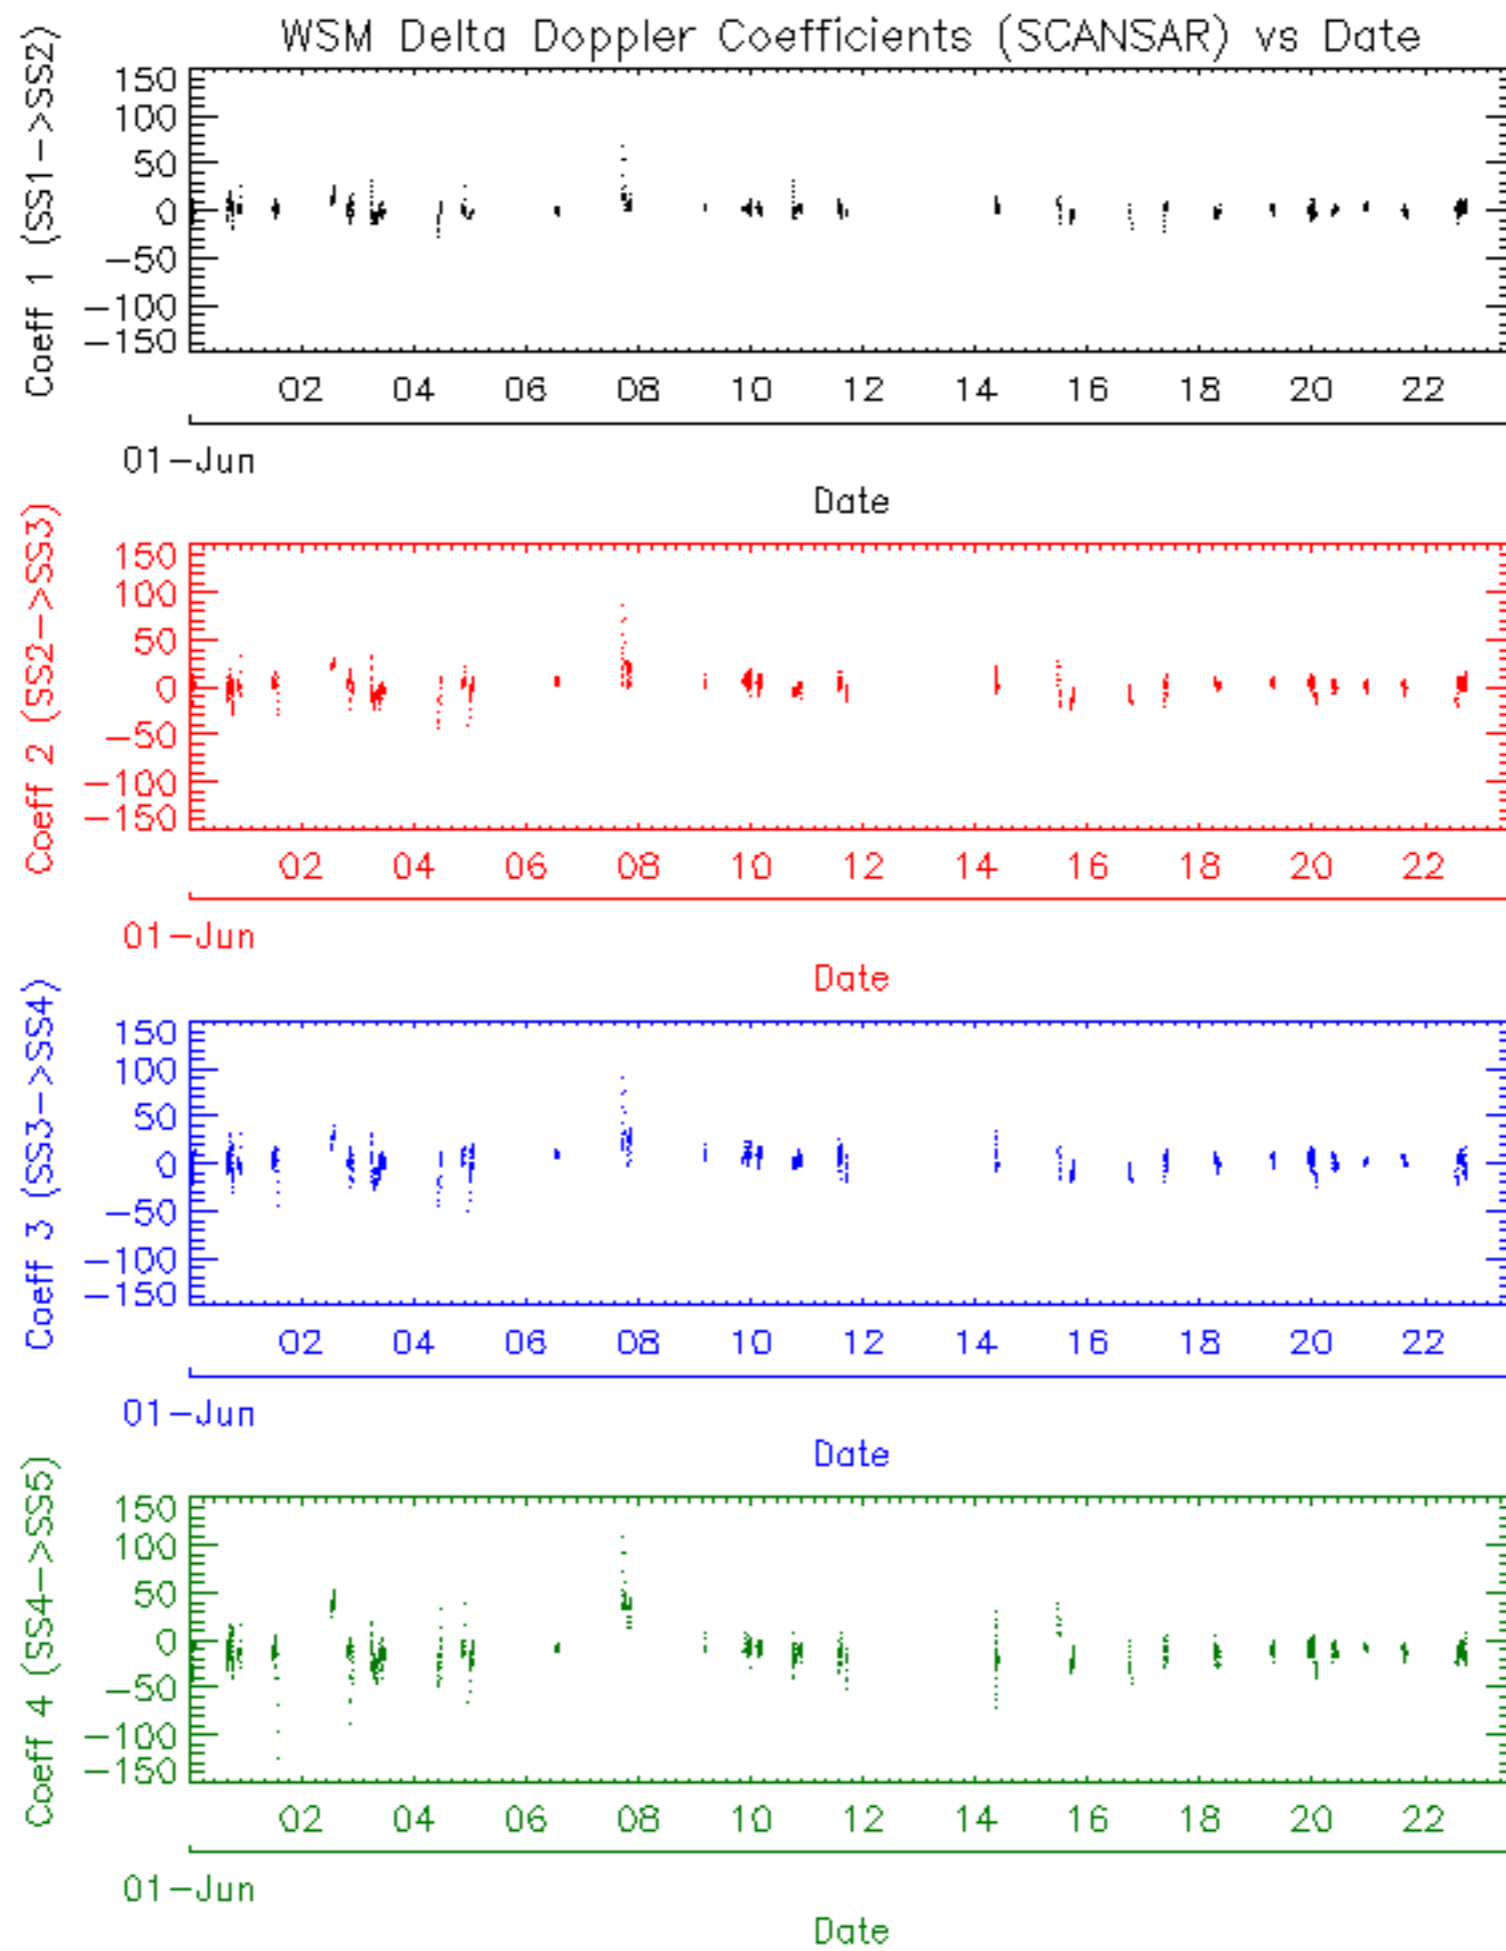 WSM Delta Doppler Coefficients (SCANSAR) vs Date
Coeff 1 (SS1->SS2)
150
100
50
0
-50
-100
-150
02 04 06 08 10 12 14 16 18 20 22
01-Jun
Date
Coeff 2 (SS2->SS3)
150
100
50
0
-50
-100
-150
02 04 06 08 10 12 14 16 18 20 22
01-Jun
Date
Coeff 3 (SS3->SS4)
150
100
50
0
-50
-100
-150
02 04 06 08 10 12 14 16 18 20 22
01-Jun
Date
Coeff 4 (SS4->SS5)
150
100
50
0
-50
-100
-150
02 04 06 08 10 12 14 16 18 20 22
01-Jun
Date